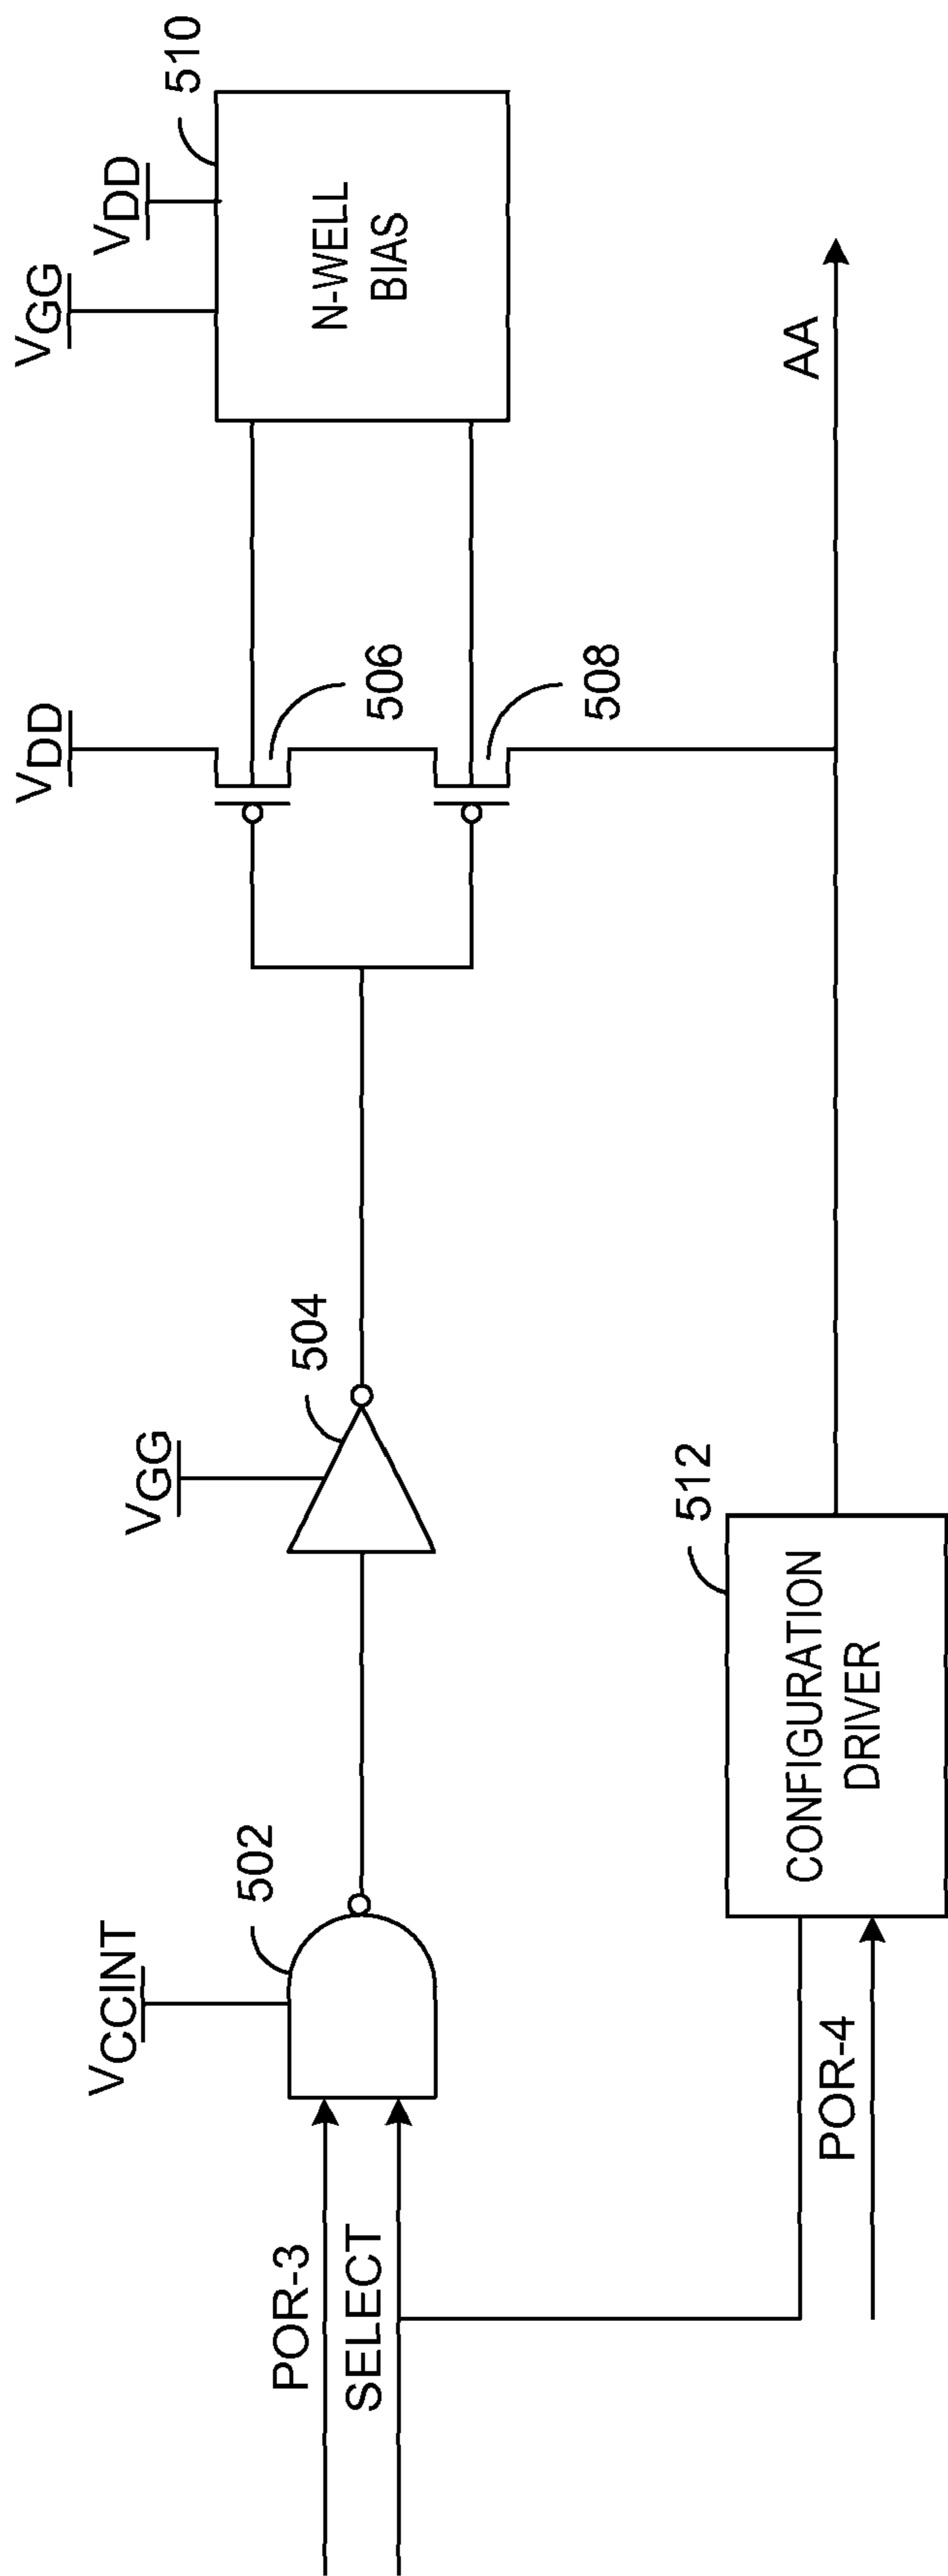 VGG
VDD
510
N-WELL
BIAS
VDD
506
508
VGG
504
VCCINT
502
POR-3
SELECT
512
CONFIGURATION
DRIVER
POR-4
AA